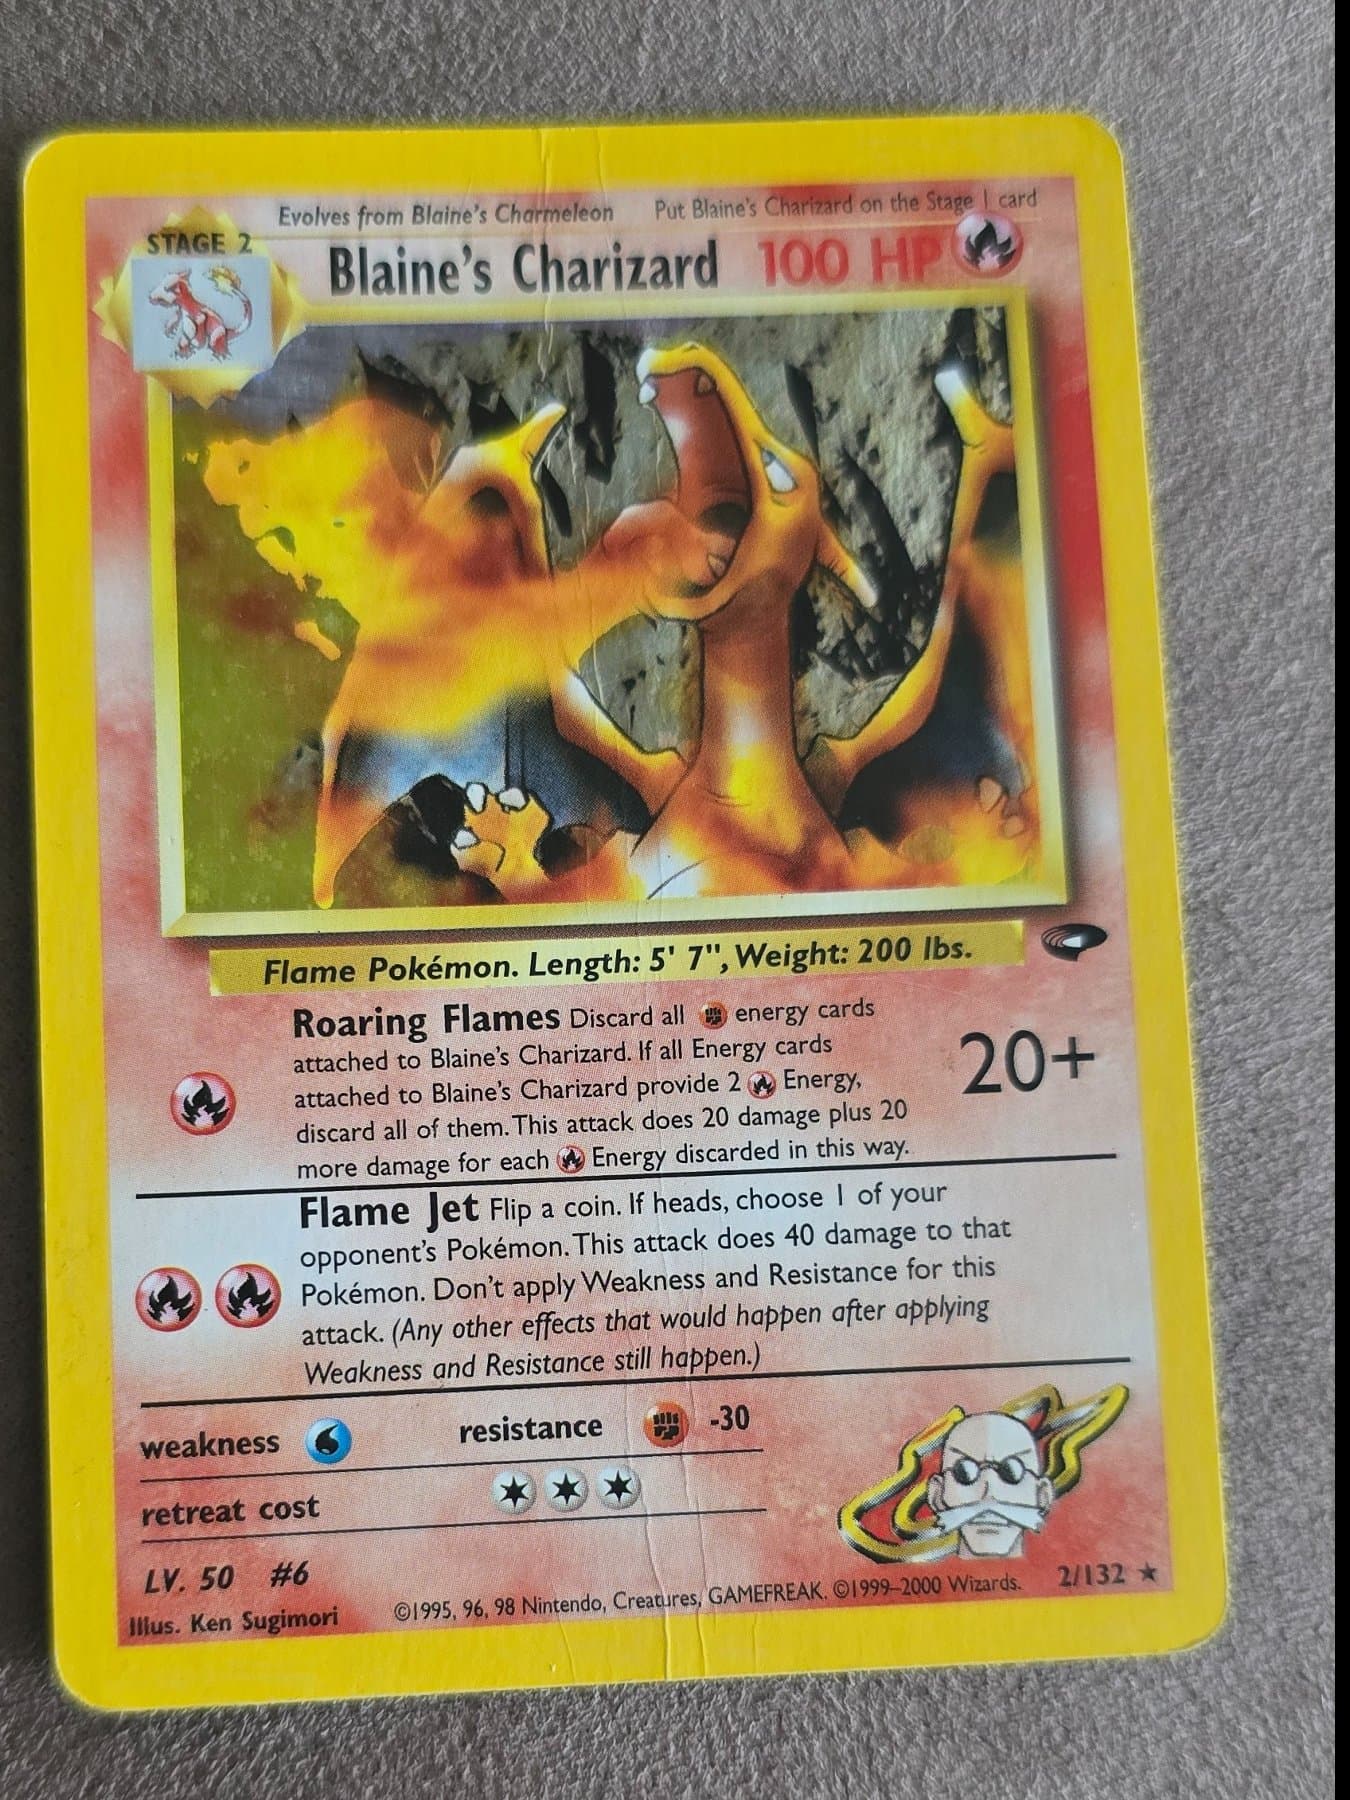 Evolves from Blaine's Charmeleon Put Blaine's Charizard on the Stage 1 card
STAGE 2
Blaine's Charizard 100 HP
Flame Pokémon. Length: 5' 7", Weight: 200 lbs.
Roaring Flames Discard all energy cards
attached to Blaine's Charizard. If all Energy cards
attached to Blaine's Charizard provide 2 Energy,
discard all of them. This attack does 20 damage plus 20
more damage for each Energy discarded in this way.
20+
Flame Jet Flip a coin. If heads, choose 1 of your
opponent's Pokémon. This attack does 40 damage to that
Pokémon. Don't apply Weakness and Resistance for this
attack. (Any other effects that would happen after applying
Weakness and Resistance still happen.)
weakness resistance -30
retreat cost
LV. 50 #6
2/132 ★
Illus. Ken Sugimori ©1995, 96, 98 Nintendo, Creatures, GAMEFREAK. ©1999-2000 Wizards.